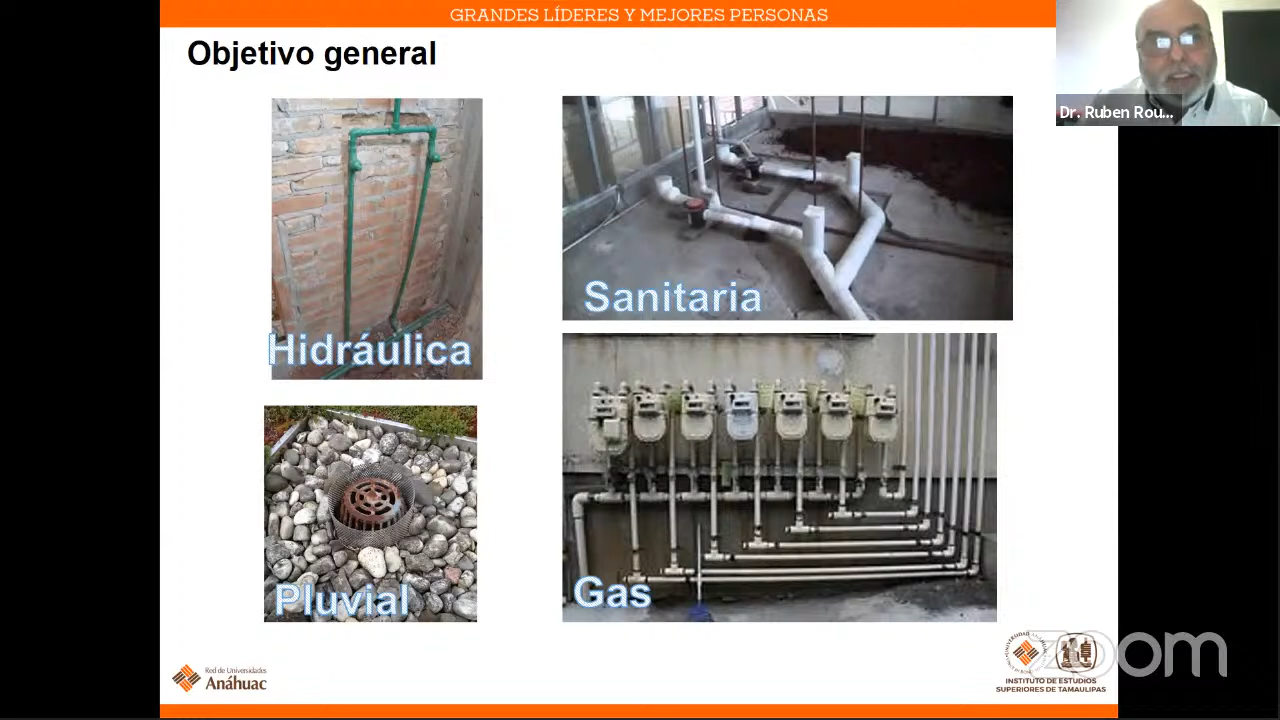 GRANDES LÍDERES Y MEJORES PERSONAS
Objetivo general
Dr. Ruben Rou...
Hidráulica
Sanitaria
Pluvial
Gas
Red de Universidades
Anáhuac
INSTITUTO DE ESTUDIOS
SUPERIORES DE TAMAULIPAS
zoom